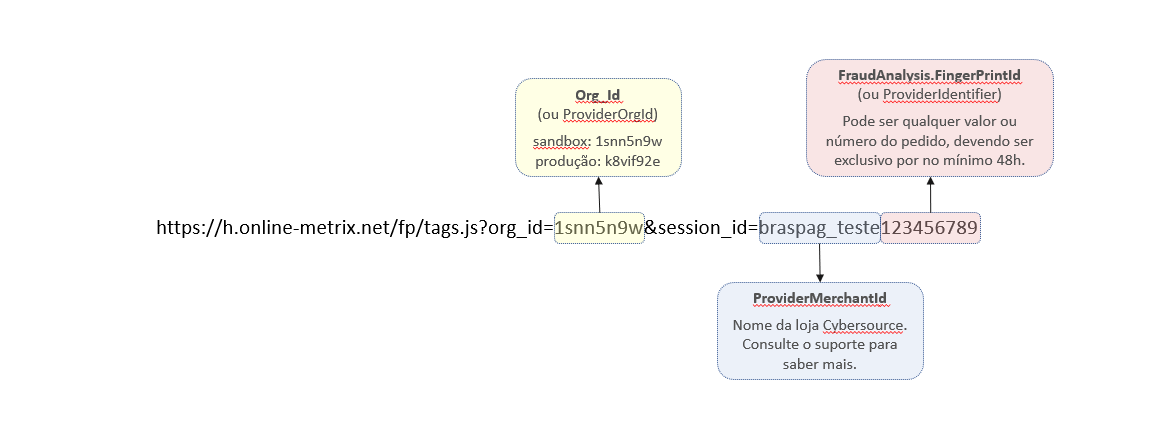 Org_Id
(ou ProviderOrgId)
sandbox: 1snn5n9w
produção: k8vif92e
FraudAnalysis.FingerPrintId
(ou ProviderIdentifier)
Pode ser qualquer valor ou
número do pedido, devendo ser
exclusivo por no mínimo 48h.
https://h.online-metrix.net/fp/tags.js?org_id=1snn5n9w&session_id=braspag_teste123456789
ProviderMerchantId
Nome da loja Cybersource.
Consulte o suporte para
saber mais.